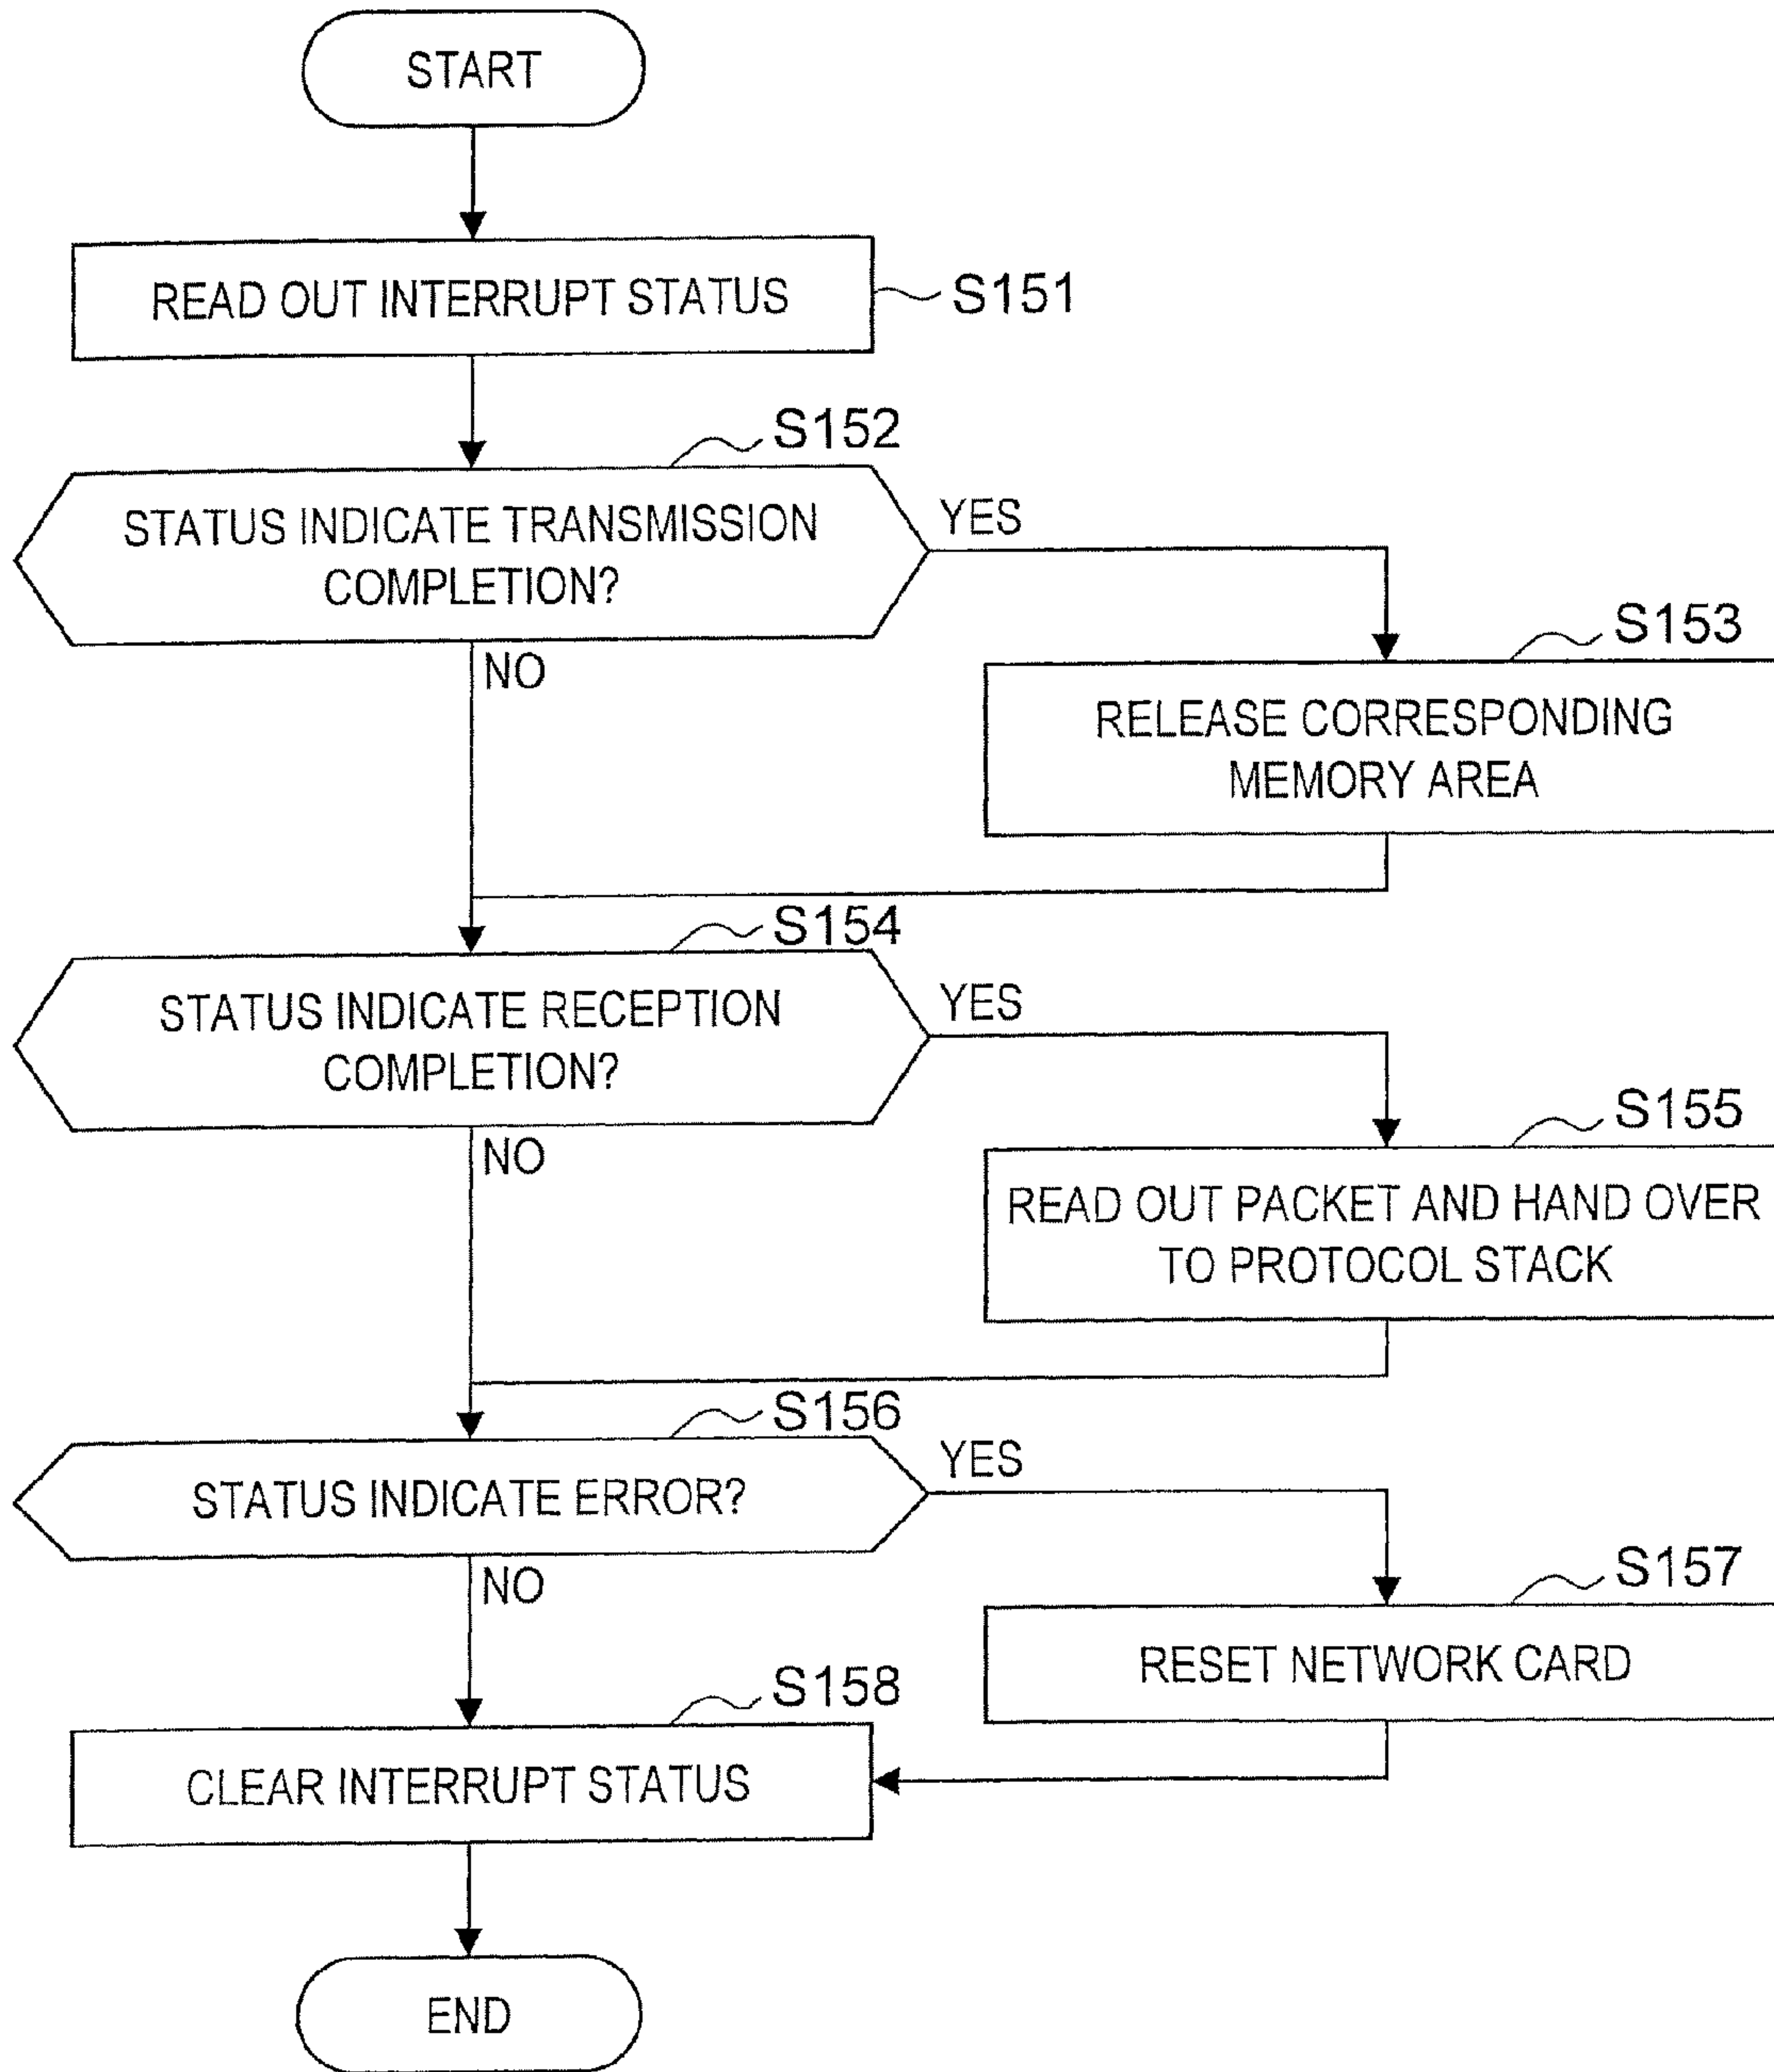 START
READ OUT INTERRUPT STATUS
S151
S152
STATUS INDICATE TRANSMISSION
COMPLETION?
YES
NO
S153
RELEASE CORRESPONDING
MEMORY AREA
S154
STATUS INDICATE RECEPTION
COMPLETION?
YES
NO
S155
READ OUT PACKET AND HAND OVER
TO PROTOCOL STACK
S156
STATUS INDICATE ERROR?
YES
NO
S157
RESET NETWORK CARD
S158
CLEAR INTERRUPT STATUS
END